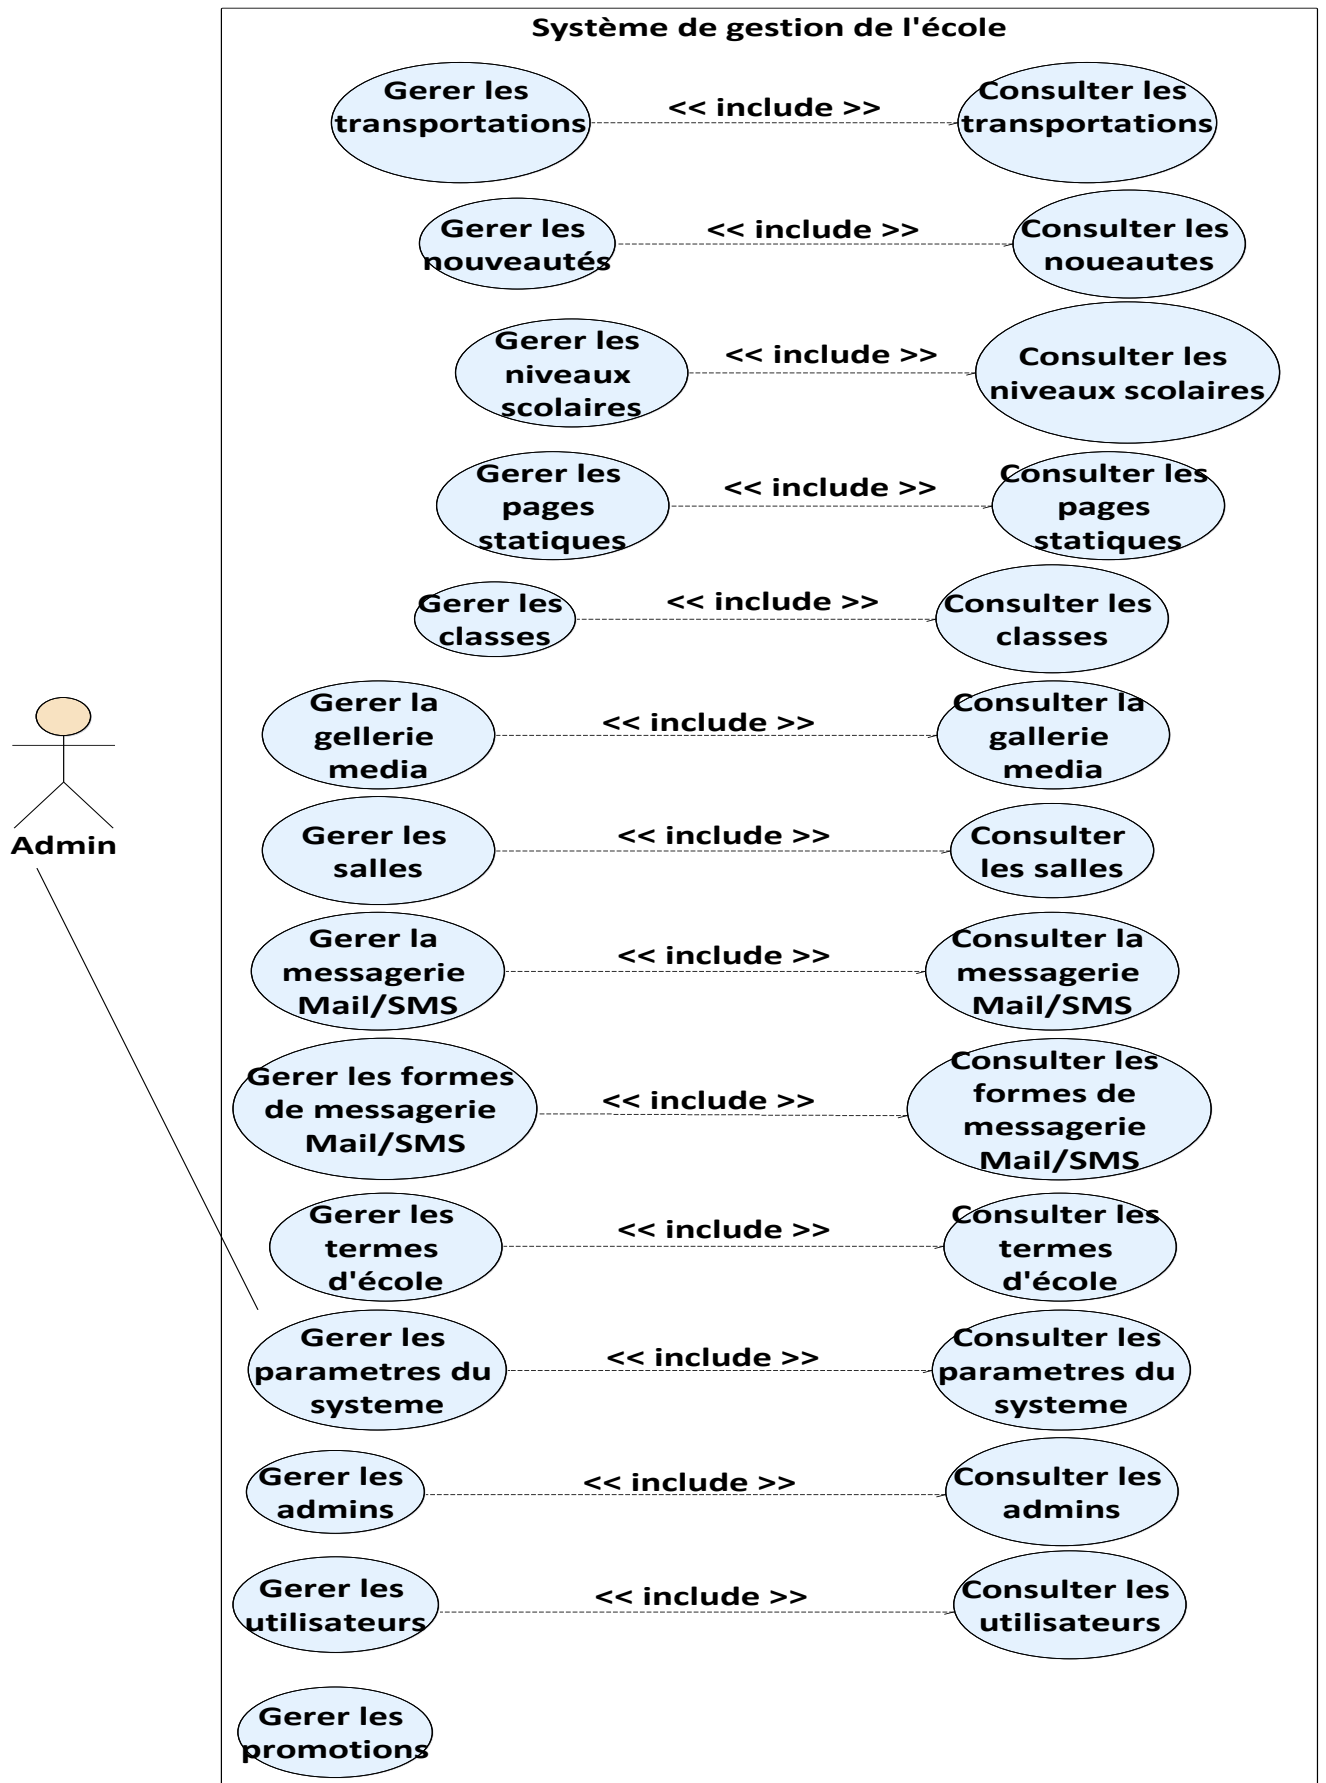 Système de gestion de l'école
Gerer les
transportations
<< include >>
Consulter les
transportations
Gerer les
nouveautés
<< include >>
Consulter les
noueautes
Gerer les
niveaux
scolaires
<< include >>
Consulter les
niveaux scolaires
Gerer les
pages
statiques
<< include >>
Consulter les
pages
statiques
Gerer les
classes
<< include >>
Consulter les
classes
Gerer la
gellerie
media
<< include >>
Consulter la
gallerie
media
Admin
Gerer les
salles
<< include >>
Consulter
les salles
Gerer la
messagerie
Mail/SMS
<< include >>
Consulter la
messagerie
Mail/SMS
Gerer les formes
de messagerie
Mail/SMS
<< include >>
Consulter les
formes de
messagerie
Mail/SMS
Gerer les
termes
d'école
<< include >>
Consulter les
termes
d'école
Gerer les
parametres du
systeme
<< include >>
Consulter les
parametres du
systeme
Gerer les
admins
<< include >>
Consulter les
admins
Gerer les
utilisateurs
<< include >>
Consulter les
utilisateurs
Gerer les
promotions